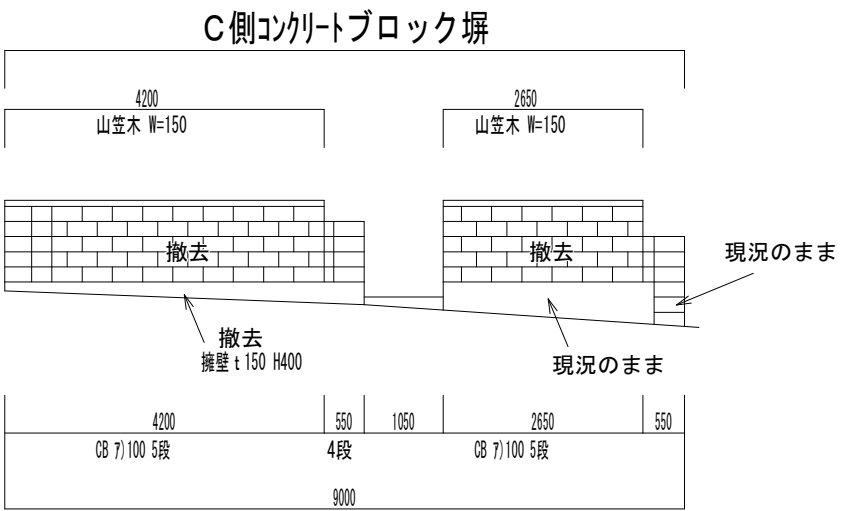 C側コンクリートブロック塀
4200
2650
山笠木 W=150
山笠木 W=150
撤去
撤去
現況のまま
撤去
擁壁 t 150 H400
現況のまま
4200
550
1050
2650
550
CB ｱ)100 5段
4段
CB ｱ)100 5段
9000